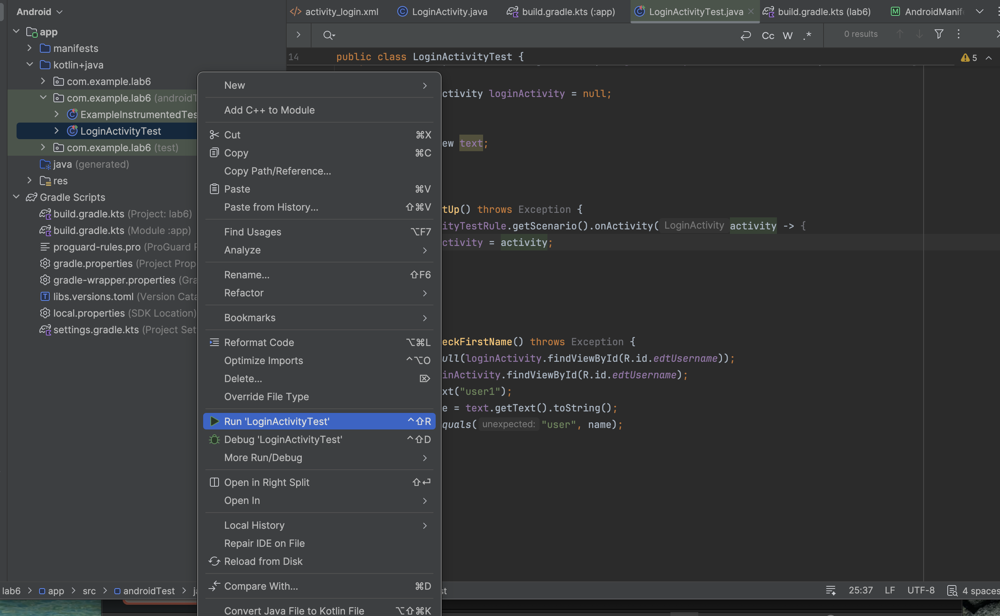 Android
activity_login.xml
LoginActivity.java
build.gradle.kts (:app)
LoginActivityTest.java
build.gradle.kts (lab6)
AndroidManif
Cc W .*
0 results
14 public class LoginActivityTest {
5
app
manifests
kotlin+java
com.example.lab6
com.example.lab6 (androidT
ExampleInstrumentedTes
LoginActivityTest
com.example.lab6 (test)
java (generated)
res
Gradle Scripts
build.gradle.kts (Project: lab6)
build.gradle.kts (Module :app)
proguard-rules.pro (ProGuard
gradle.properties (Project Prop
gradle-wrapper.properties (Gra
libs.versions.toml (Version Cata
local.properties (SDK Location)
settings.gradle.kts (Project Set
New
Add C++ to Module
Cut ⌘X
Copy ⌘C
Copy Path/Reference...
Paste ⌘V
Paste from History... ⇧⌘V
Find Usages ⌥F7
Analyze
Rename... ⇧F6
Refactor
Bookmarks
Reformat Code ⌥⌘L
Optimize Imports ^⌥O
Delete... ⌦
Override File Type
Run 'LoginActivityTest' ^⇧R
Debug 'LoginActivityTest' ^⇧D
More Run/Debug
Open in Right Split ⇧⏎
Open In
Local History
Repair IDE on File
Reload from Disk
Compare With... ⌘D
Convert Java File to Kotlin File ⌥⇧⌘K
ctivity loginActivity = null;
ew text;
tUp() throws Exception {
ityTestRule.getScenario().onActivity( LoginActivity activity -> {
ctivity = activity;
eckFirstName() throws Exception {
ull(loginActivity.findViewById(R.id.edtUsername));
inActivity.findViewById(R.id.edtUsername);
xt("user1");
e = text.getText().toString();
quals( unexpected: "user", name);
lab6 > app > src > androidTest > ja
st
25:37 LF UTF-8 4 spaces